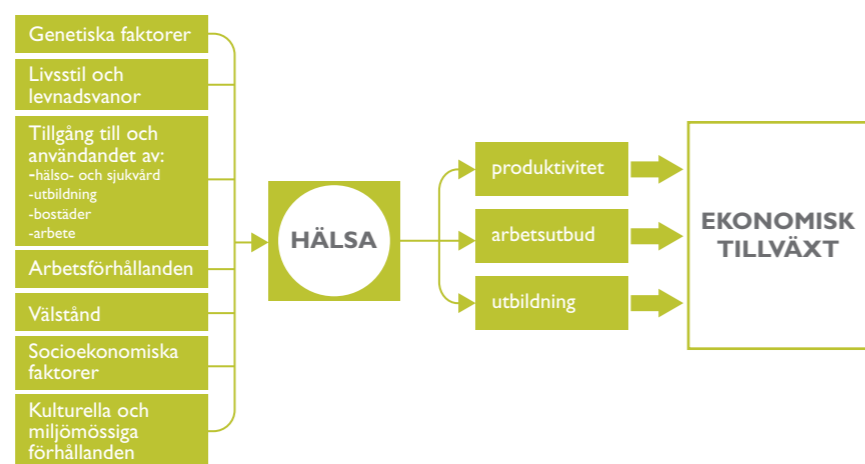 Genetiska faktorer
Livsstil och
levnadsvanor
Tillgång till och
användandet av:
-hälso- och sjukvård
-utbildning
-bostäder
-arbete
Arbetsförhållanden
Välstånd
Socioekonomiska
faktorer
Kulturella och
miljömössiga
förhållanden
HÄLSA
produktivitet
arbetsutbud
utbildning
EKONOMISK
TILLVÄXT